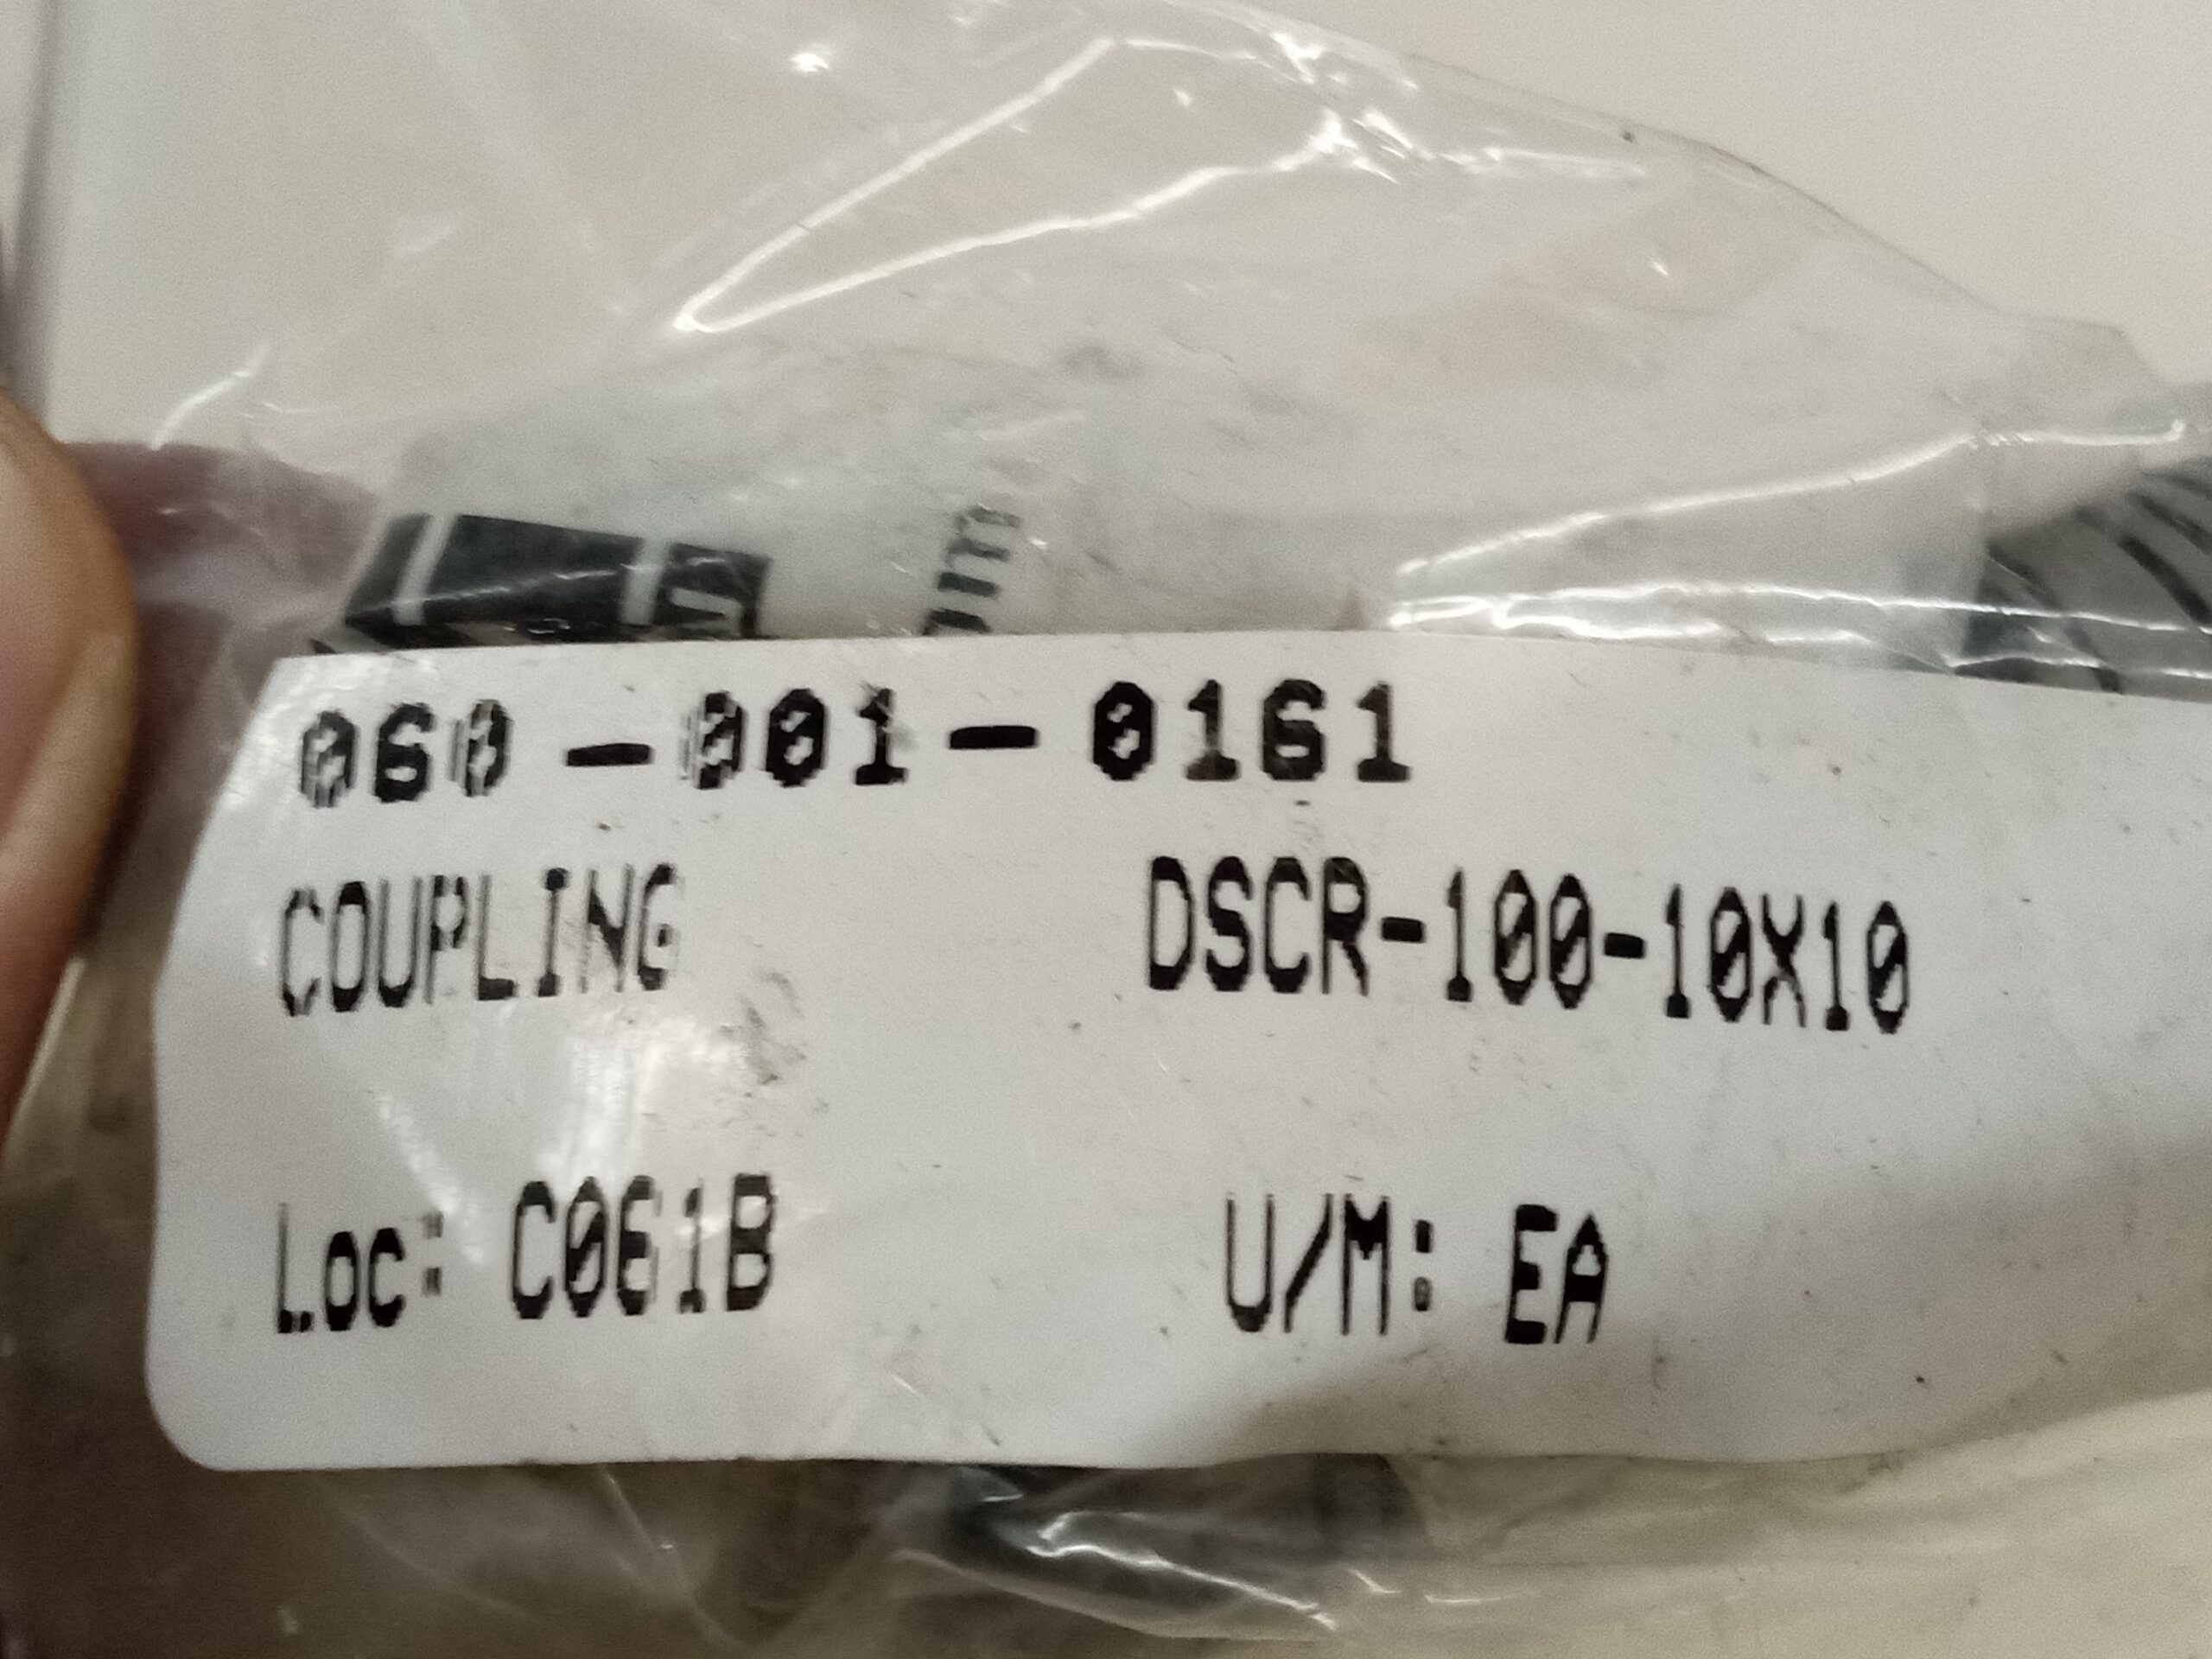 060-001-0161
COUPLING DSCR-100-10X10
Loc: C061B U/M: EA